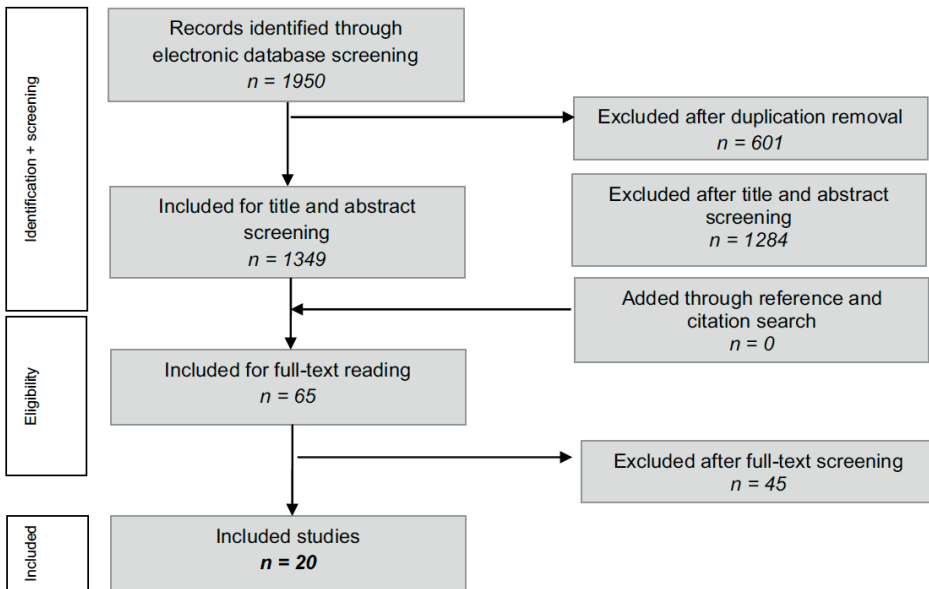 Identification + screening
Records identified through
electronic database screening
n = 1950
Excluded after duplication removal
n = 601
Included for title and abstract
screening
n = 1349
Excluded after title and abstract
screening
n = 1284
Added through reference and
citation search
n = 0
Eligibility
Included for full-text reading
n = 65
Excluded after full-text screening
n = 45
Included
Included studies
n = 20